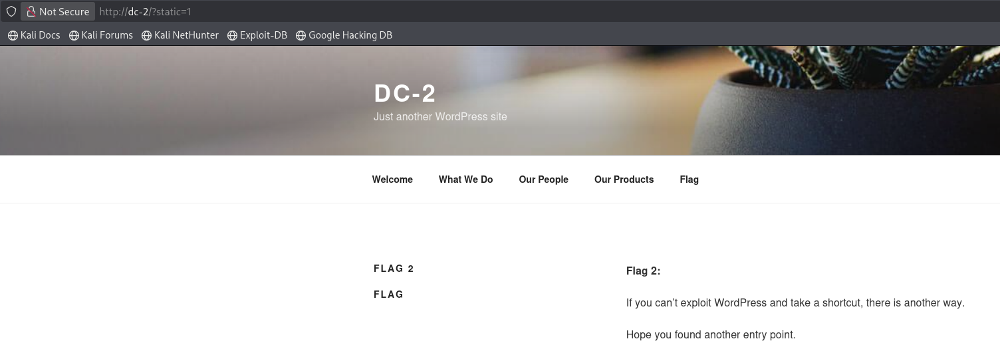 Not Secure http://dc-2/?static=1
Kali Docs Kali Forums Kali NetHunter Exploit-DB Google Hacking DB
DC-2
Just another WordPress site
Welcome What We Do Our People Our Products Flag
FLAG 2
FLAG
Flag 2:
If you can’t exploit WordPress and take a shortcut, there is another way.
Hope you found another entry point.